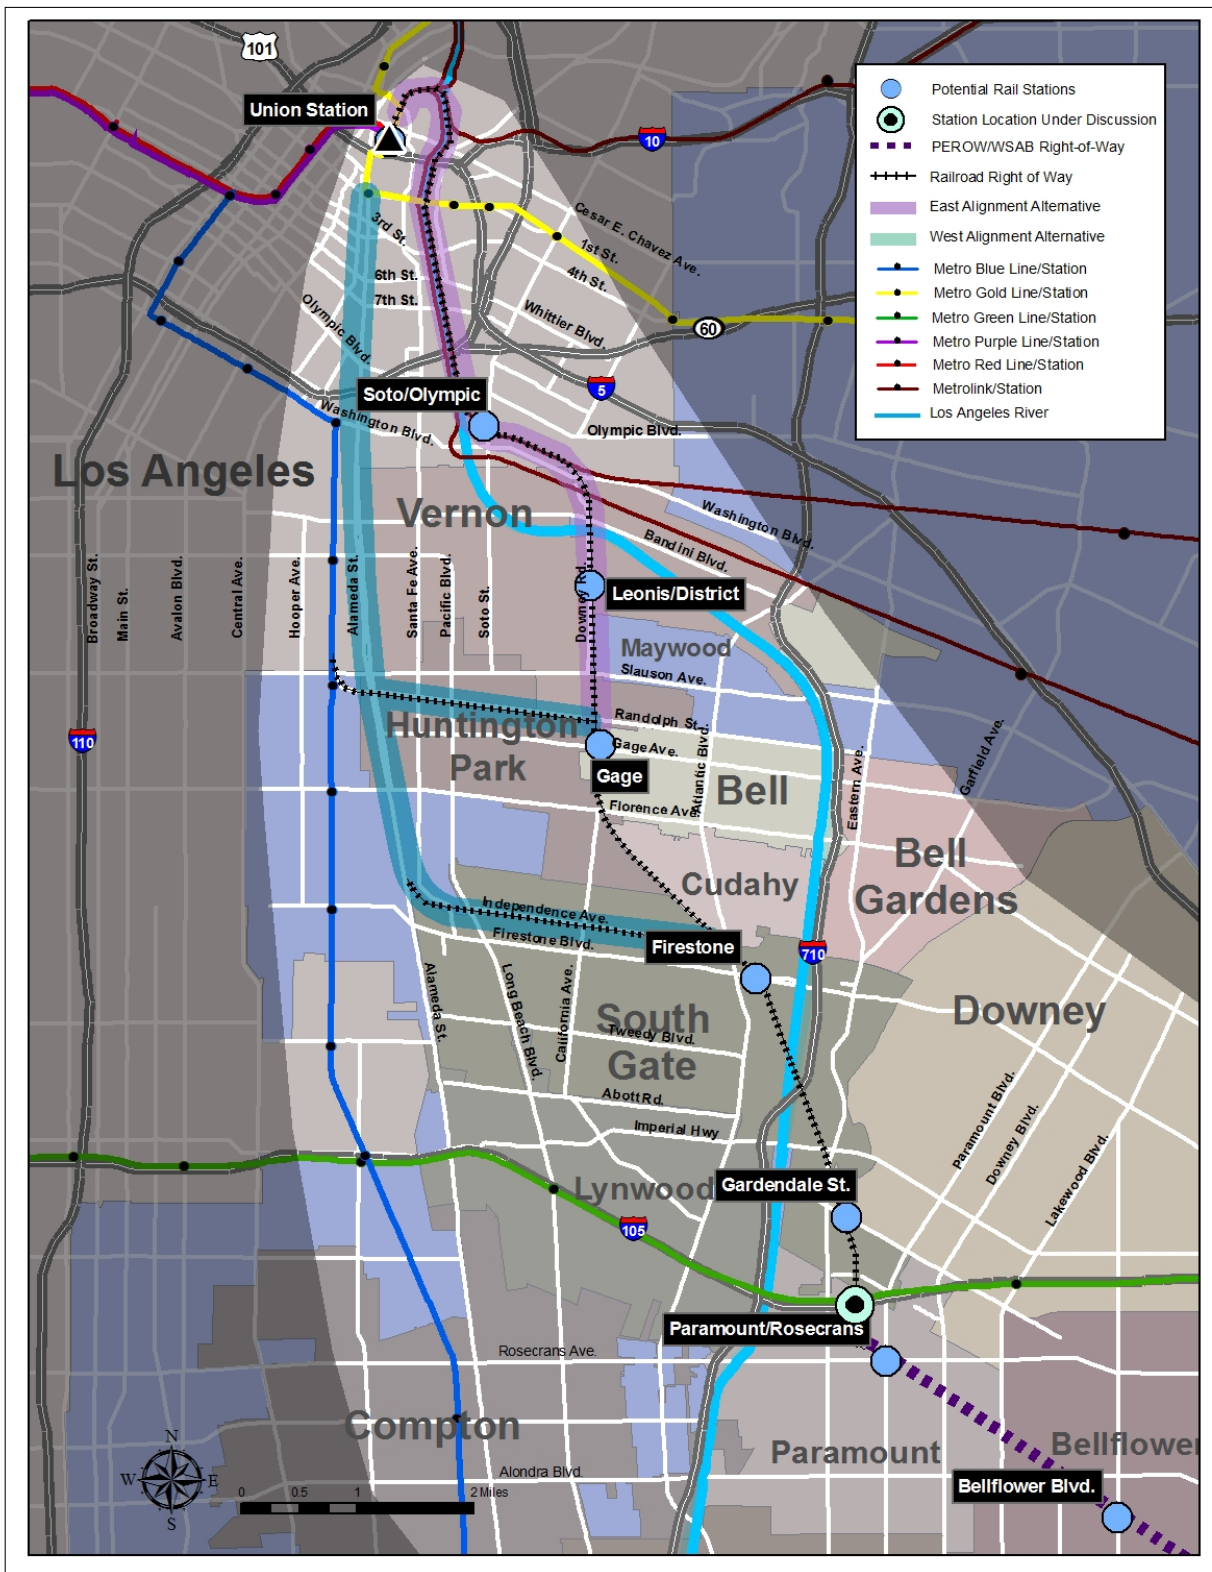 101
Union Station
10
Potential Rail Stations
Station Location Under Discussion
PEROW/WSAB Right-of-Way
Railroad Right of Way
East Alignment Alternative
West Alignment Alternative
Metro Blue Line/Station
Metro Gold Line/Station
Metro Green Line/Station
Metro Purple Line/Station
Metro Red Line/Station
Metrolink/Station
Los Angeles River
Cesar E. Chavez Ave.
3rd St.
1st St.
4th St.
6th St.
7th St.
Olympic Blvd.
Whittier Blvd.
60
5
Soto/Olympic
Washington Blvd.
Olympic Blvd.
Los Angeles
Vernon
Washington Blvd.
Bandini Blvd.
Broadway St.
Main St.
Avalon Blvd.
Central Ave.
Hooper Ave.
Alameda St.
Santa Fe Ave.
Pacific Blvd.
Soto St.
Downey Rd.
Leonis/District
Maywood
Slauson Ave.
Randolph St.
Huntington
Park
110
Gage Ave.
Gage
Atlantic Blvd.
Bell
Florence Ave.
Eastern Ave.
Garfield Ave.
Bell
Gardens
Cudahy
Independence Ave.
Firestone Blvd.
Firestone
710
Alameda St.
Long Beach Blvd.
California Ave.
South
Gate
Tweedy Blvd.
Downey
Abott Rd.
Imperial Hwy
Paramount Blvd.
Downey Blvd.
Lakewood Blvd.
Lynwood
Gardendale St.
105
Paramount/Rosecrans
Rosecrans Ave.
Compton
Paramount
Bellflower
Alondra Blvd.
Bellflower Blvd.
N
W
E
S
0 0.5 1 2 Miles